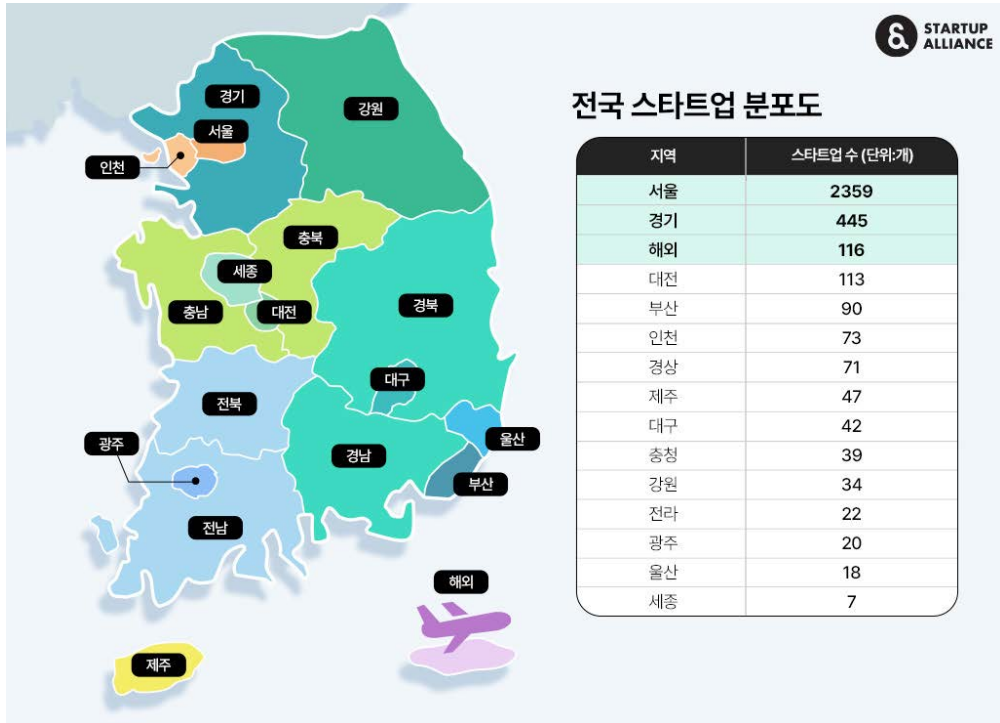 STARTUP
ALLIANCE
전국 스타트업 분포도
지역 스타트업 수 (단위:개)
서울 2359
경기 445
해외 116
대전 113
부산 90
인천 73
경상 71
제주 47
대구 42
충청 39
강원 34
전라 22
광주 20
울산 18
세종 7
경기
강원
서울
인천
충북
세종
충남
대전
경북
대구
전북
광주
경남
울산
부산
전남
해외
제주